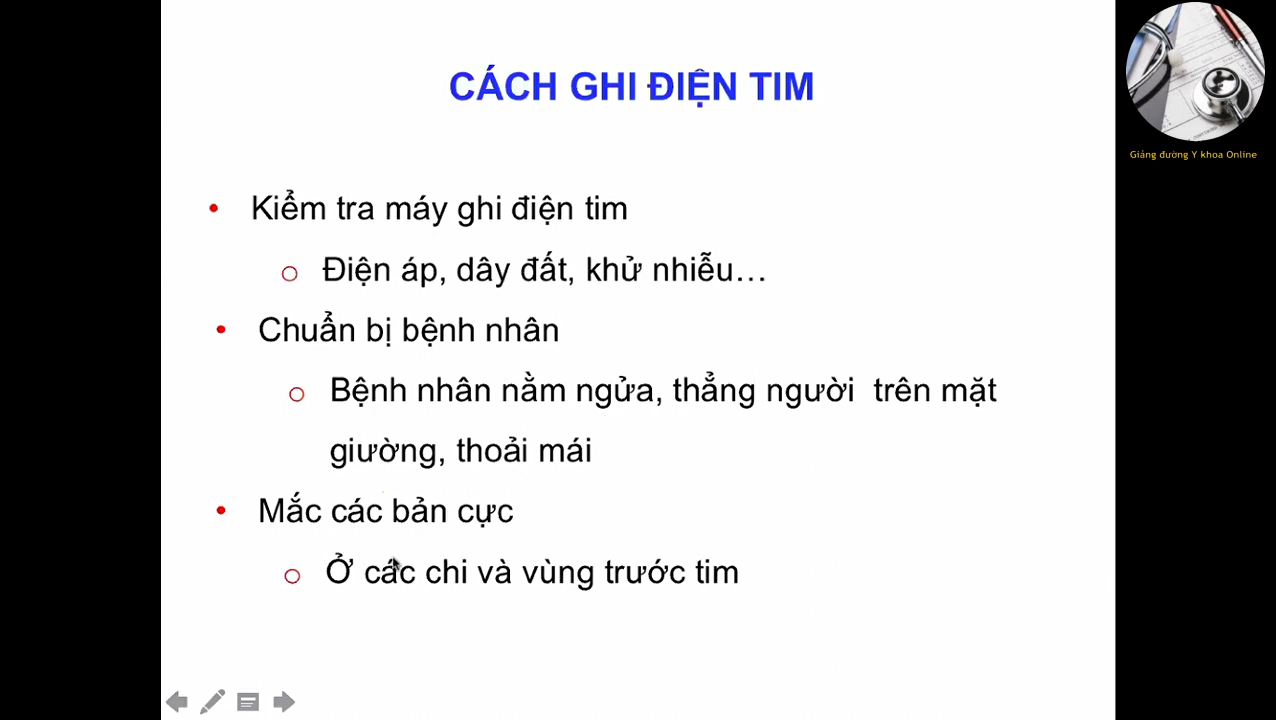 CÁCH GHI ĐIỆN TIM
Giảng đường Y khoa Online
• Kiểm tra máy ghi điện tim
o Điện áp, dây đất, khử nhiễu…
• Chuẩn bị bệnh nhân
o Bệnh nhân nằm ngửa, thẳng người trên mặt
giường, thoải mái
• Mắc các bản cực
o Ở các chi và vùng trước tim